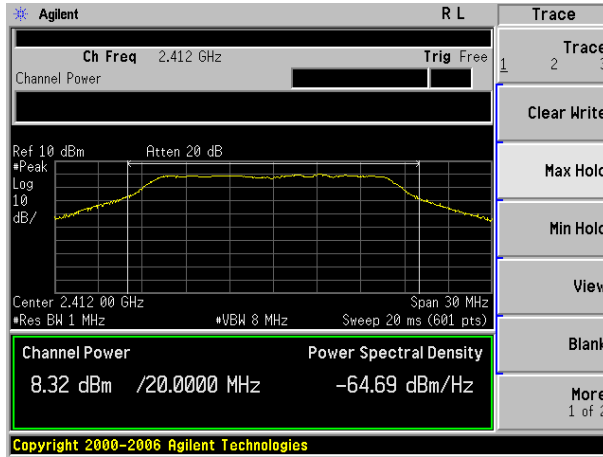 Agilent R L Trace
Ch Freq 2.412 GHz Trig Free
Channel Power
Trace
1 2
Clear Write
Ref 10 dBm Atten 20 dB
#Peak
Log
10
dB/
Max Hold
Min Hold
Center 2.412 00 GHz Span 30 MHz
#Res BW 1 MHz #VBW 8 MHz Sweep 20 ms (601 pts)
View
Channel Power Power Spectral Density
8.32 dBm /20.0000 MHz -64.69 dBm/Hz
Blank
More
1 of 2
Copyright 2000-2006 Agilent Technologies